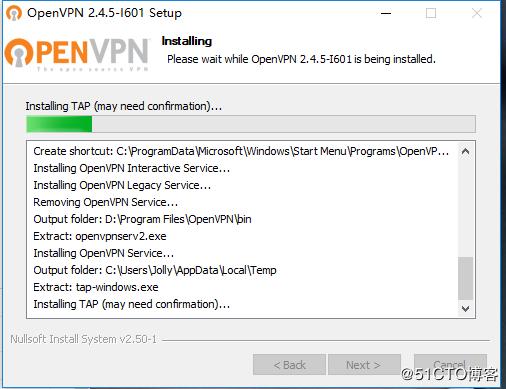 OpenVPN 2.4.5-I601 Setup
OPENVPN
The open source VPN
Installing
Please wait while OpenVPN 2.4.5-I601 is being installed.
Installing TAP (may need confirmation)...
Create shortcut: C:\ProgramData\Microsoft\Windows\Start Menu\Programs\OpenVP...
Installing OpenVPN Interactive Service...
Installing OpenVPN Legacy Service...
Removing OpenVPN Service...
Output folder: D:\Program Files\OpenVPN\bin
Extract: openvpnserv2.exe
Installing OpenVPN Service...
Output folder: C:\Users\Jolly\AppData\Local\Temp
Extract: tap-windows.exe
Installing TAP (may need confirmation)...
Nullsoft Install System v2.50-1
< Back Next > Cancel
@51CTO博客